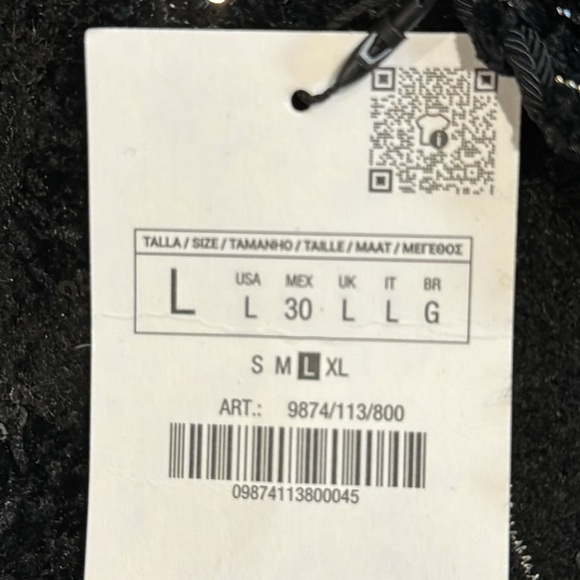 TALLA / SIZE / TAMANHO / TAILLE / MAAT / ΜΕΓΕΘΟΣ
USA MEX UK IT BR
L L 30 L L G
S M L XL
ART.: 9874/113/800
09874113800045